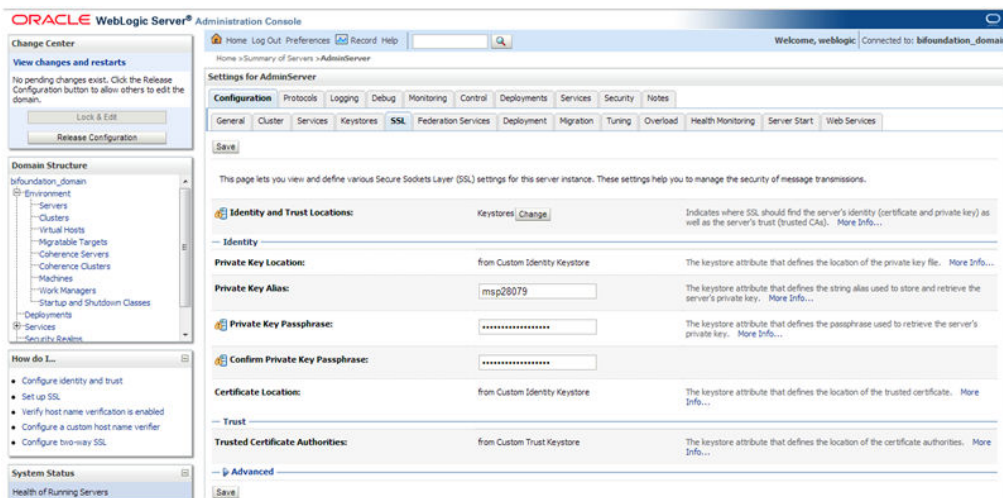 ORACLE WebLogic Server® Administration Console
Change Center
View changes and restarts
No pending changes exist. Click the Release
Configuration button to allow others to edit the
domain.
Lock & Edit
Release Configuration
Domain Structure
bifoundation_domain
Environment
Servers
Clusters
Virtual Hosts
Migratable Targets
Coherence Servers
Coherence Clusters
Machines
Work Managers
Startup and Shutdown Classes
Deployments
Services
Security Realms
How do I...
Configure identity and trust
Set up SSL
Verify host name verification is enabled
Configure a custom host name verifier
Configure two-way SSL
System Status
Health of Running Servers
Home Log Out Preferences Record Help
Welcome, weblogic Connected to: bifoundation_domain
Home >Summary of Servers >AdminServer
Settings for AdminServer
Configuration Protocols Logging Debug Monitoring Control Deployments Services Security Notes
General Cluster Services Keystores SSL Federation Services Deployment Migration Tuning Overload Health Monitoring Server Start Web Services
Save
This page lets you view and define various Secure Sockets Layer (SSL) settings for this server instance. These settings help you to manage the security of message transmissions.
Identity and Trust Locations: Keystores Change Indicates where SSL should find the server's identity (certificate and private key) as
well as the server's trust (trusted CAs). More Info...
Identity
Private Key Location: from Custom Identity Keystore The keystore attribute that defines the location of the private key file. More Info...
Private Key Alias: msp28079 The keystore attribute that defines the string alias used to store and retrieve the
server's private key. More Info...
Private Key Passphrase: •••••••••••••••••• The keystore attribute that defines the passphrase used to retrieve the server's
private key. More Info...
Confirm Private Key Passphrase: ••••••••••••••••••
Certificate Location: from Custom Identity Keystore The keystore attribute that defines the location of the trusted certificate. More
Info...
Trust
Trusted Certificate Authorities: from Custom Trust Keystore The keystore attribute that defines the location of the certificate authorities. More
Info...
Advanced
Save